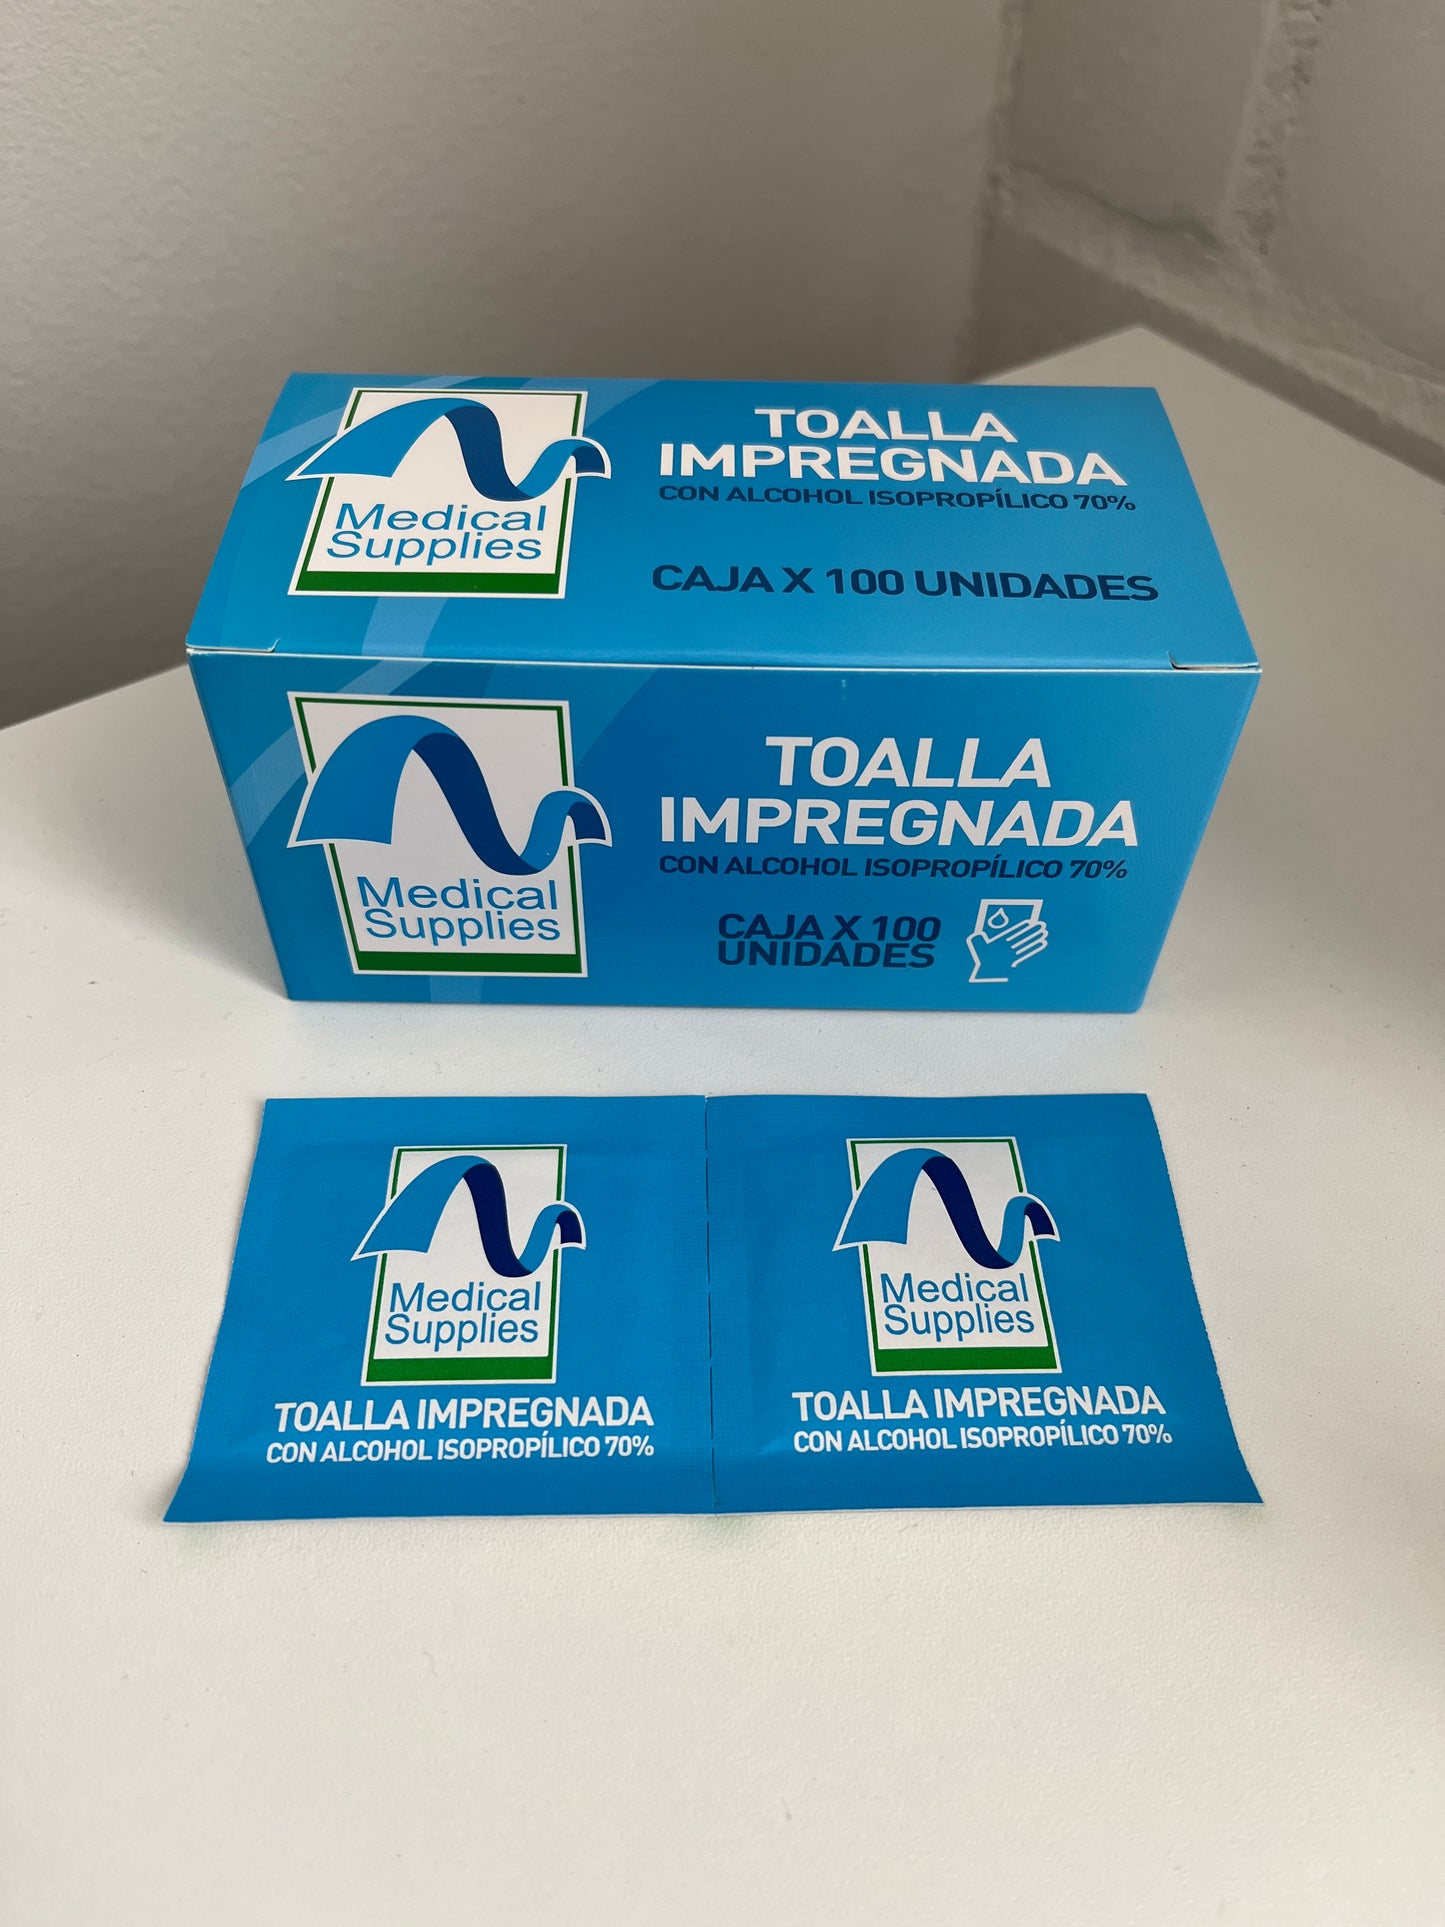 Medical
Supplies
TOALLA
IMPREGNADA
CON ALCOHOL ISOPROPÍLICO 70%
CAJA X 100 UNIDADES
Medical
Supplies
TOALLA
IMPREGNADA
CON ALCOHOL ISOPROPÍLICO 70%
CAJA X 100
UNIDADES
Medical
Supplies
TOALLA IMPREGNADA
CON ALCOHOL ISOPROPÍLICO 70%
Medical
Supplies
TOALLA IMPREGNADA
CON ALCOHOL ISOPROPÍLICO 70%